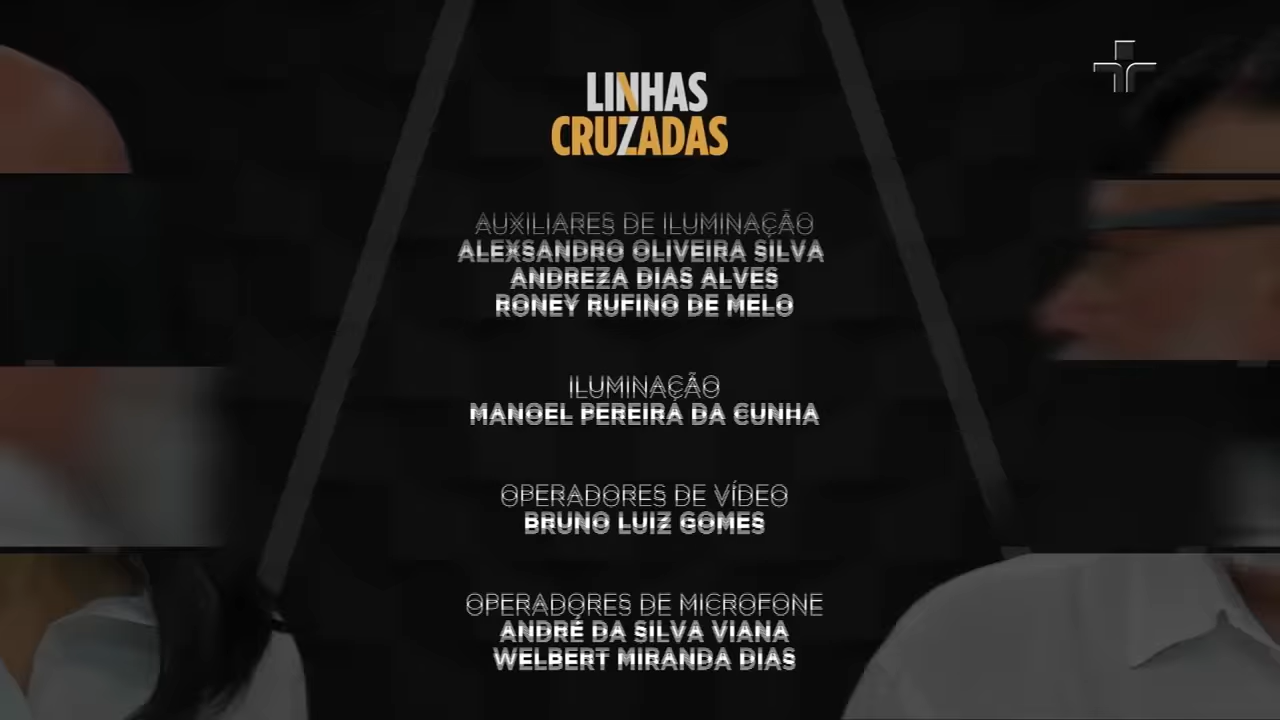 LINHAS
CRUZADAS
AUXILIARES DE ILUMINAÇÃO
ALEXSANDRO OLIVEIRA SILVA
ANDREZA DIAS ALVES
RONEY RUFINO DE MELO
ILUMINAÇÃO
MANOEL PEREIRA DA CUNHA
OPERADORES DE VÍDEO
BRUNO LUIZ GOMES
OPERADORES DE MICROFONE
ANDRÉ DA SILVA VIANA
WELBERT MIRANDA DIAS